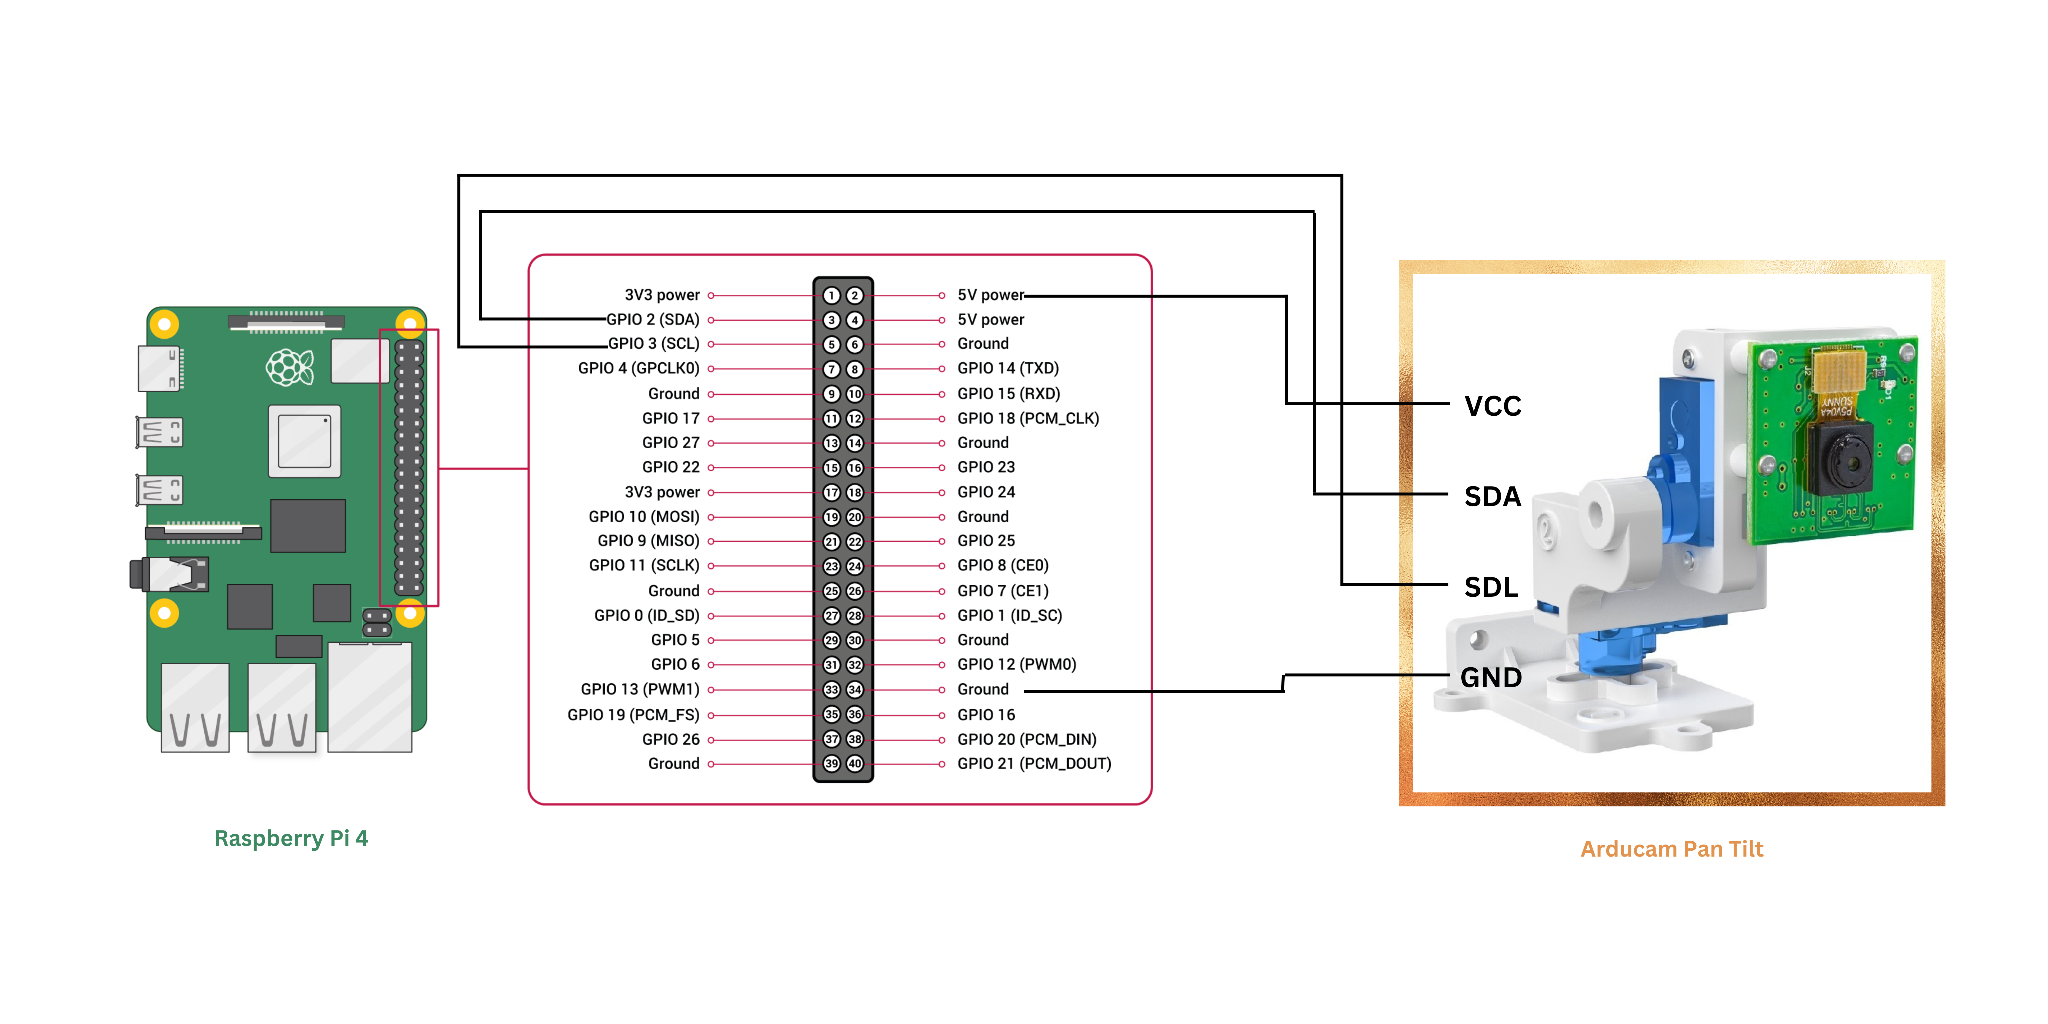 3V3 power 1 2 5V power
GPIO 2 (SDA) 3 4 5V power
GPIO 3 (SCL) 5 6 Ground
GPIO 4 (GPCLK0) 7 8 GPIO 14 (TXD)
Ground 9 10 GPIO 15 (RXD)
GPIO 17 11 12 GPIO 18 (PCM_CLK)
GPIO 27 13 14 Ground
GPIO 22 15 16 GPIO 23
3V3 power 17 18 GPIO 24
GPIO 10 (MOSI) 19 20 Ground
GPIO 9 (MISO) 21 22 GPIO 25
GPIO 11 (SCLK) 23 24 GPIO 8 (CE0)
Ground 25 26 GPIO 7 (CE1)
GPIO 0 (ID_SD) 27 28 GPIO 1 (ID_SC)
GPIO 5 29 30 Ground
GPIO 6 31 32 GPIO 12 (PWM0)
GPIO 13 (PWM1) 33 34 Ground
GPIO 19 (PCM_FS) 35 36 GPIO 16
GPIO 26 37 38 GPIO 20 (PCM_DIN)
Ground 39 40 GPIO 21 (PCM_DOUT)
VCC
SDA
SDL
GND
P5V04A
SUNNY
2
Raspberry Pi 4
Arducam Pan Tilt